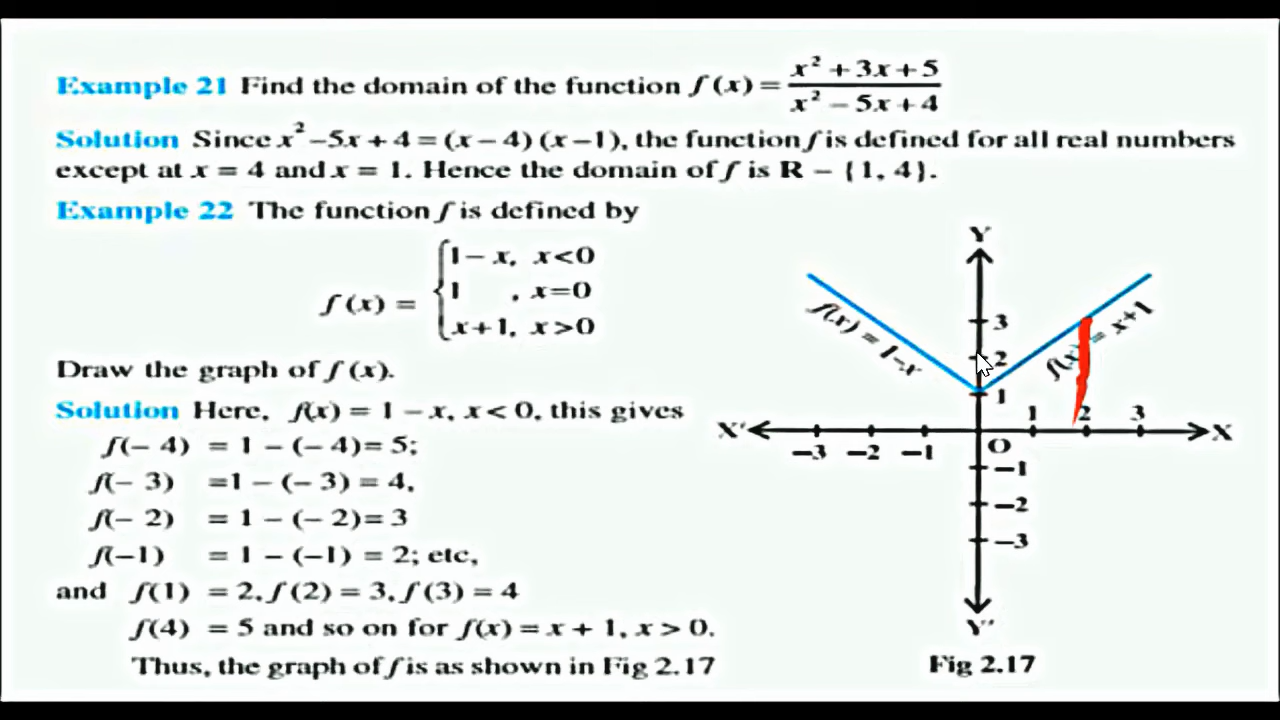 Example 21 Find the domain of the function f (x) = x² + 3x + 5 / x² − 5x + 4
Solution Since x² −5x + 4 = (x − 4) (x −1), the function f is defined for all real numbers
except at x = 4 and x = 1. Hence the domain of f is R − {1, 4}.
Example 22 The function f is defined by
f (x) = { 1 − x, x < 0
1 , x = 0
x + 1, x > 0
Draw the graph of f (x).
Solution Here, f(x) = 1 − x, x < 0, this gives
f(− 4) = 1 − (− 4)= 5;
f(− 3) =1 − (− 3) = 4,
f(− 2) = 1 − (− 2)= 3
f(−1) = 1 − (−1) = 2; etc,
and f(1) = 2, f (2) = 3, f (3) = 4
f(4) = 5 and so on for f(x) = x + 1, x > 0.
Thus, the graph of f is as shown in Fig 2.17
Y
f(x) = 1−x
f(x) = x+1
3
2
1
X′ −3 −2 −1 O 1 2 3 X
−1
−2
−3
Y′
Fig 2.17